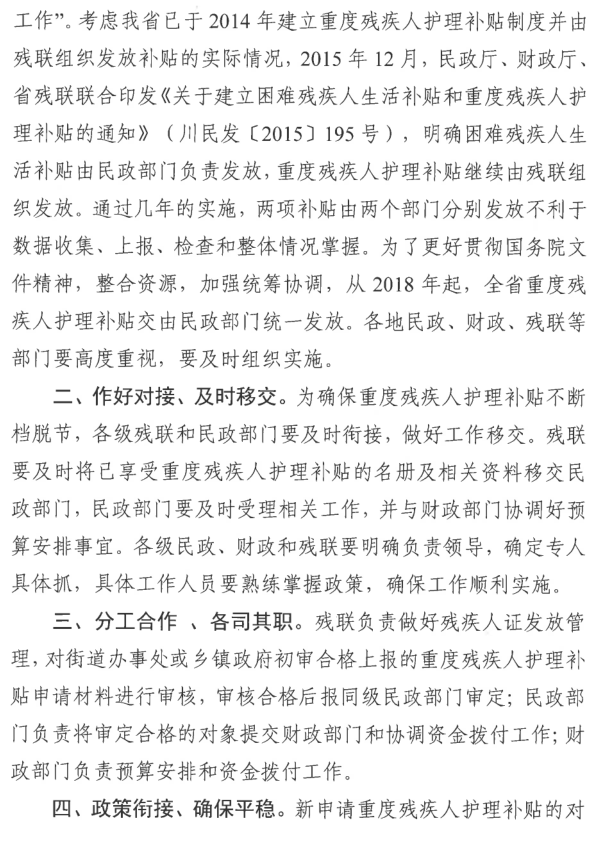 工作”。考虑我省已于 2014 年建立重度残疾人护理补贴制度并由
残联组织发放补贴的实际情况，2015 年 12 月，民政厅、财政厅、
省残联联合印发《关于建立困难残疾人生活补贴和重度残疾人护
理补贴的通知》（川民发〔2015〕195 号），明确困难残疾人生
活补贴由民政部门负责发放，重度残疾人护理补贴继续由残联组
织发放。通过几年的实施，两项补贴由两个部门分别发放不利于
数据收集、上报、检查和整体情况掌握。为了更好贯彻国务院文
件精神，整合资源，加强统筹协调，从 2018 年起，全省重度残
疾人护理补贴交由民政部门统一发放。各地民政、财政、残联等
部门要高度重视，要及时组织实施。
二、作好对接、及时移交。为确保重度残疾人护理补贴不断
档脱节，各级残联和民政部门要及时衔接，做好工作移交。残联
要及时将已享受重度残疾人护理补贴的名册及相关资料移交民
政部门，民政部门要及时受理相关工作，并与财政部门协调好预
算安排事宜。各级民政、财政和残联要明确负责领导，确定专人
具体抓，具体工作人员要熟练掌握政策，确保工作顺利实施。
三、分工合作 、各司其职。残联负责做好残疾人证发放管
理，对街道办事处或乡镇政府初审合格上报的重度残疾人护理补
贴申请材料进行审核，审核合格后报同级民政部门审定；民政部
门负责将审定合格的对象提交财政部门和协调资金拨付工作；财
政部门负责预算安排和资金拨付工作。
四、政策衔接、确保平稳。新申请重度残疾人护理补贴的对